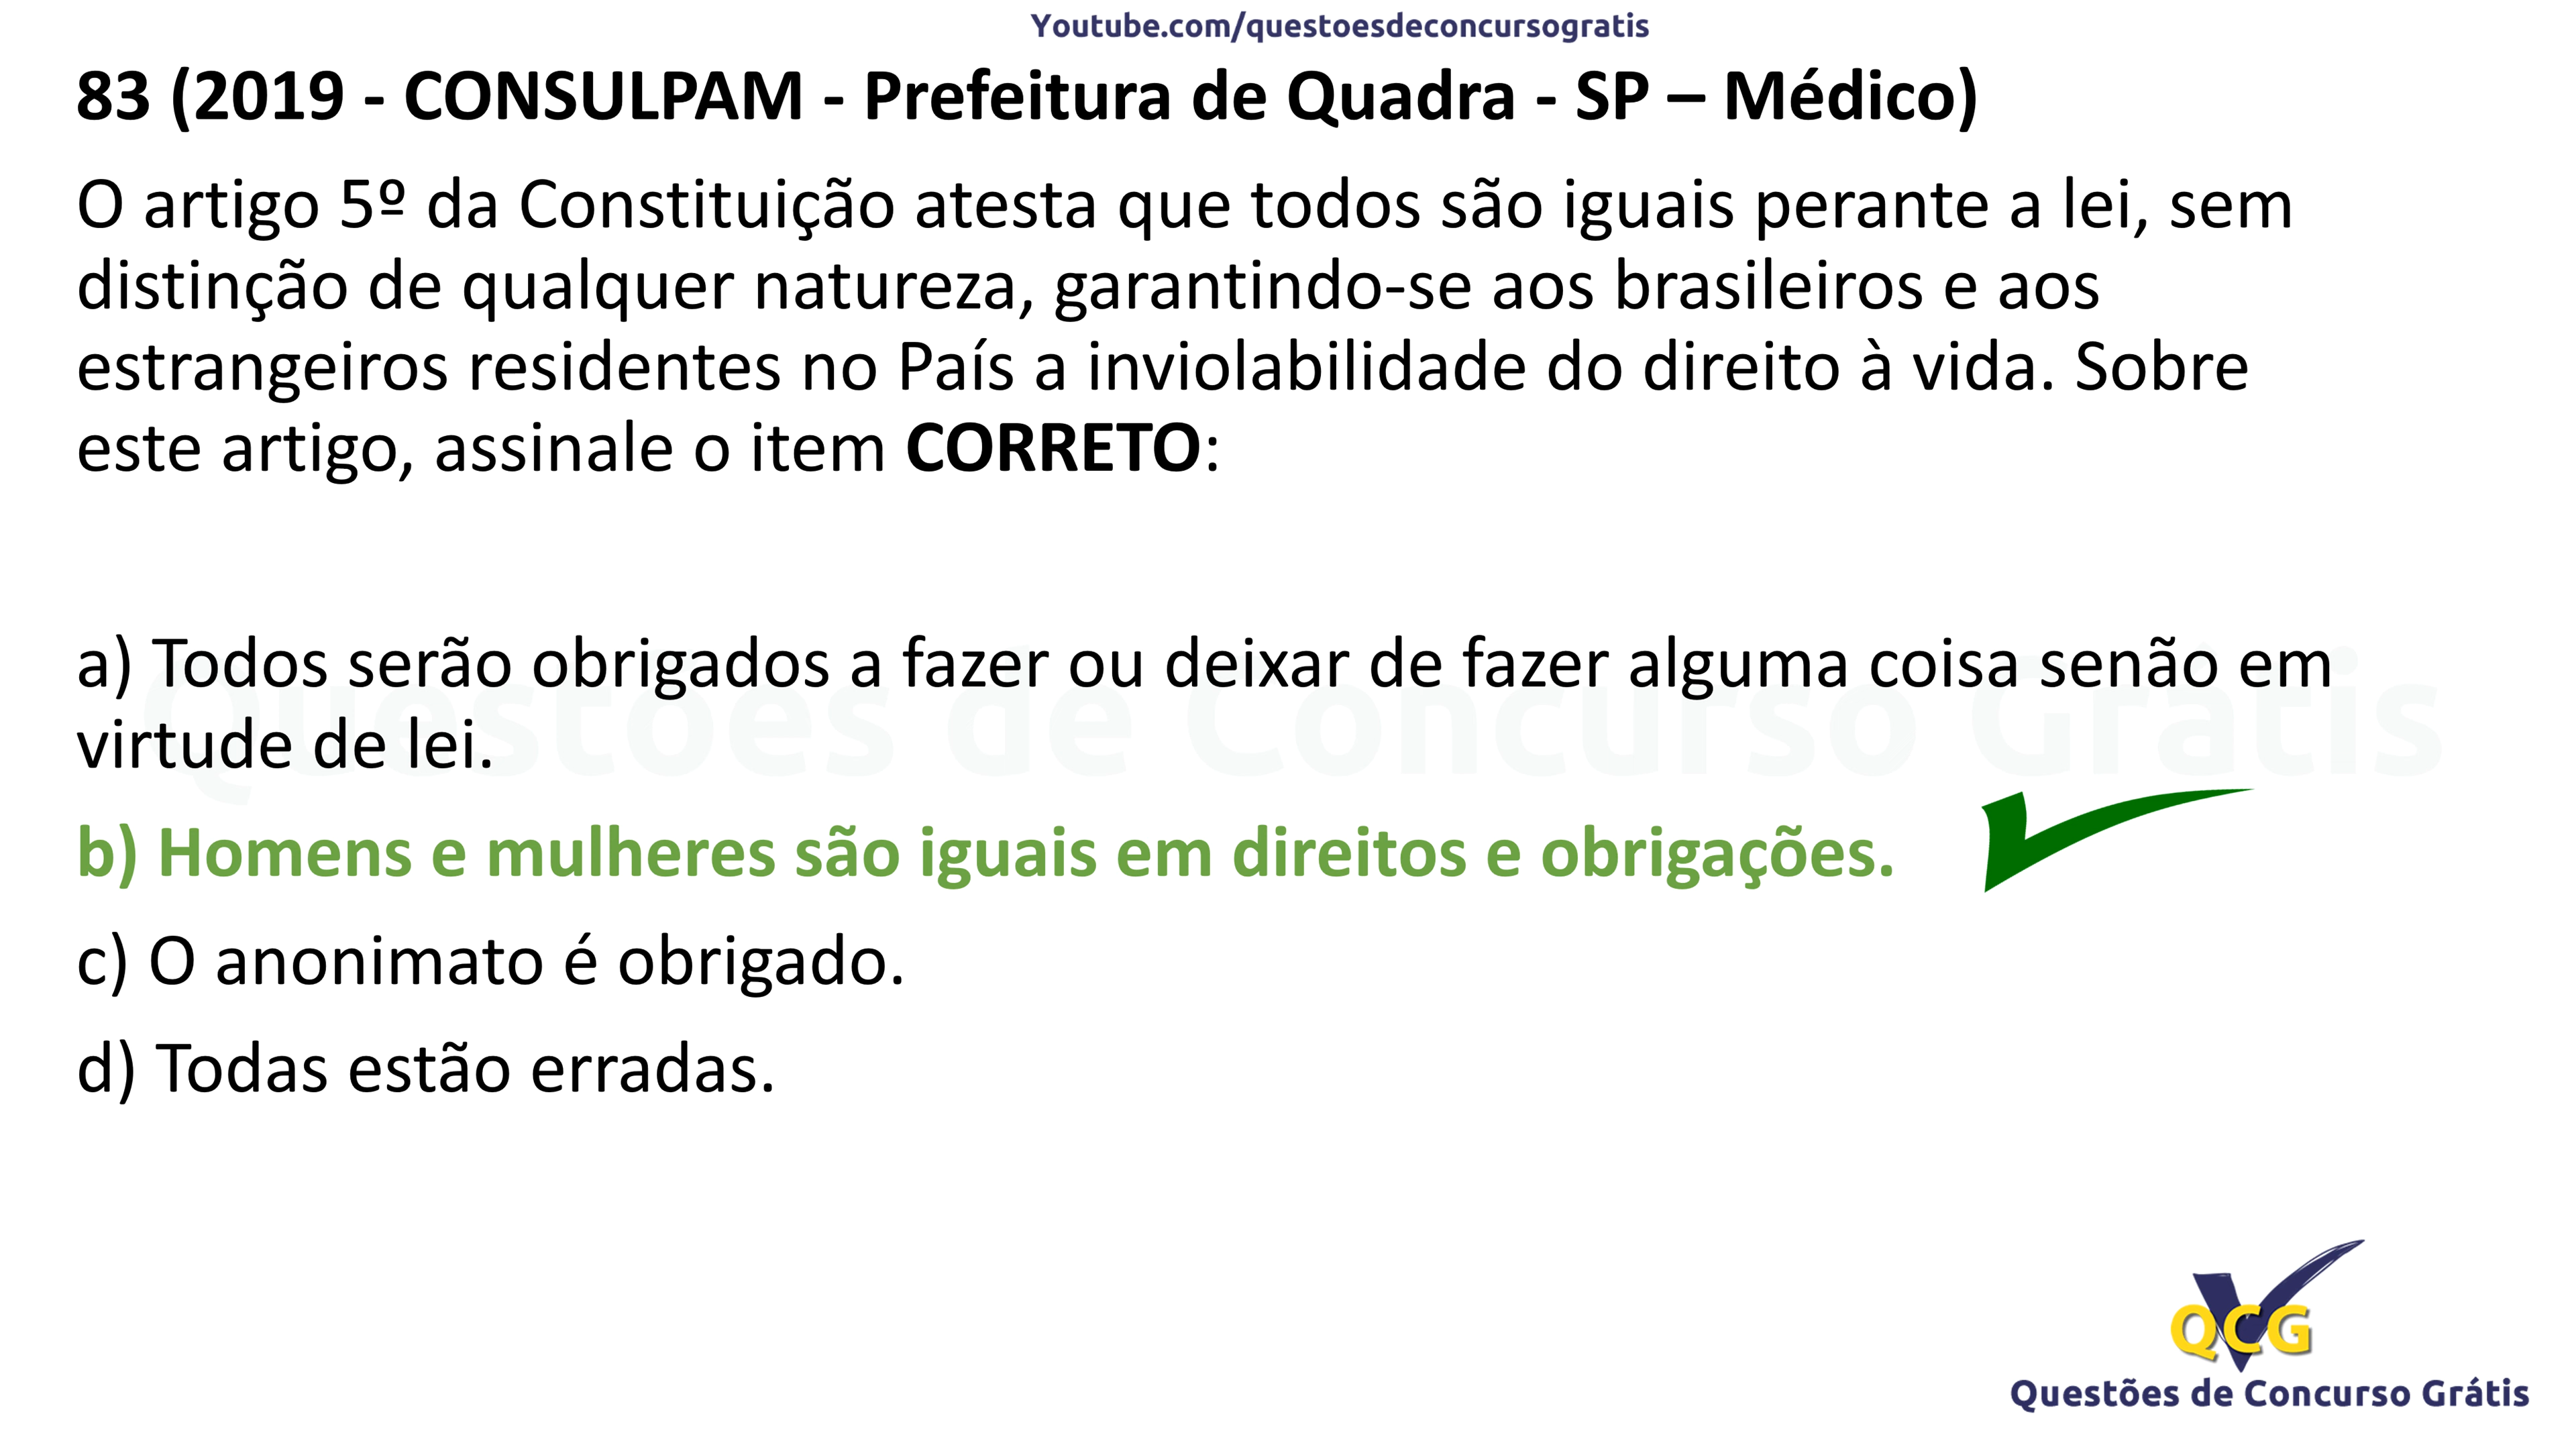 Youtube.com/questoesdeconcursogratis
83 (2019 - CONSULPAM - Prefeitura de Quadra - SP – Médico)
O artigo 5º da Constituição atesta que todos são iguais perante a lei, sem
distinção de qualquer natureza, garantindo-se aos brasileiros e aos
estrangeiros residentes no País a inviolabilidade do direito à vida. Sobre
este artigo, assinale o item CORRETO:
a) Todos serão obrigados a fazer ou deixar de fazer alguma coisa senão em
virtude de lei.
Questões de Concurso Grátis
b) Homens e mulheres são iguais em direitos e obrigações.
c) O anonimato é obrigado.
d) Todas estão erradas.
QCG
Questões de Concurso Grátis